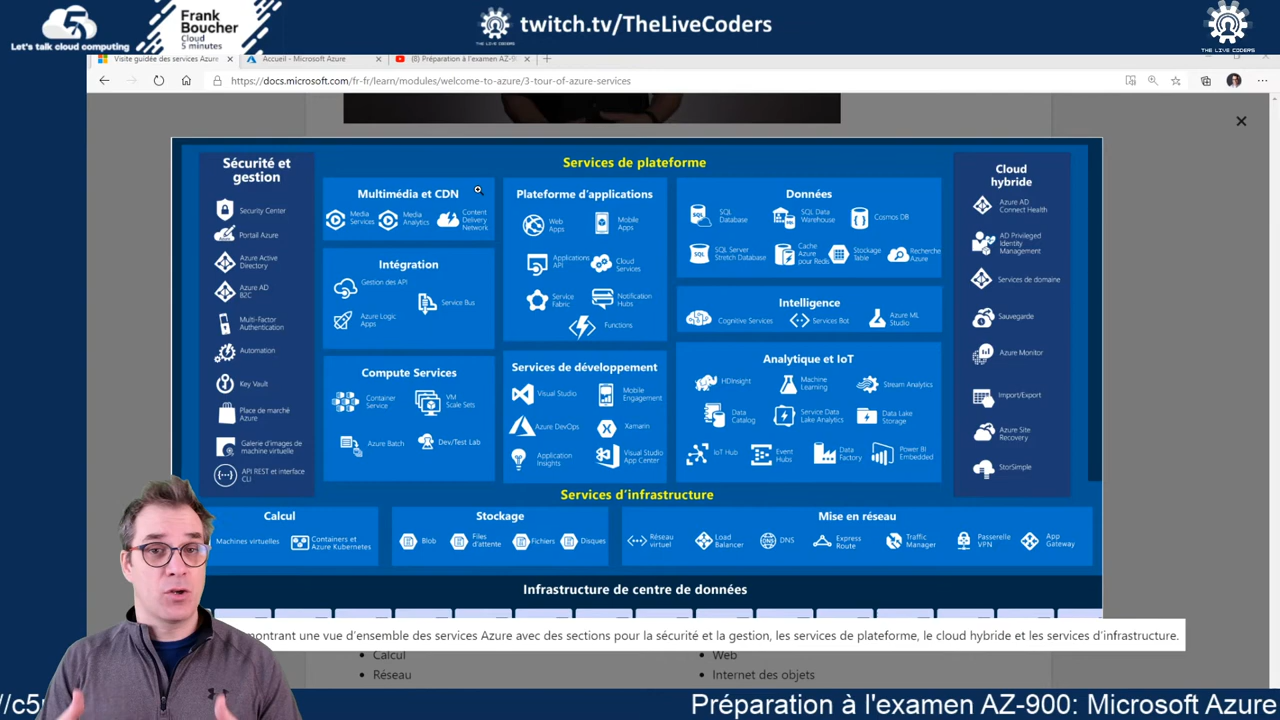 5
Let's talk cloud computing
Frank
Boucher
Cloud
5 minutes
twitch.tv/TheLiveCoders
THE LIVE CODERS
THE LIVE CODERS
Visite guidée des services Azure
Accueil - Microsoft Azure
(8) Préparation à l'examen AZ-9
https://docs.microsoft.com/fr-fr/learn/modules/welcome-to-azure/3-tour-of-azure-services
Sécurité et
gestion
Security Center
Portail Azure
Azure Active
Directory
Azure AD
B2C
Multi-Factor
Authentication
Automation
Key Vault
Place de marché
Azure
Galerie d'images de
machine virtuelle
API REST et interface
CLI
Services de plateforme
Multimédia et CDN
Media
Services
Media
Analytics
Content
Delivery
Network
Intégration
Gestion des API
Service Bus
Azure Logic
Apps
Compute Services
Container
Service
VM
Scale Sets
Azure Batch
Dev/Test Lab
Plateforme d'applications
Web
Apps
Mobile
Apps
Applications
API
Cloud
Services
Service
Fabric
Notification
Hubs
Functions
Services de développement
Visual Studio
Mobile
Engagement
Azure DevOps
Xamarin
Application
Insights
Visual Studio
App Center
Données
SQL
Database
SQL Data
Warehouse
Cosmos DB
SQL Server
Stretch Database
Cache
Azure
pour Redis
Stockage
Table
Recherche
Azure
Intelligence
Cognitive Services
Services Bot
Azure ML
Studio
Analytique et IoT
HDInsight
Machine
Learning
Stream Analytics
Data
Catalog
Service Data
Lake Analytics
Data Lake
Storage
IoT Hub
Event
Hubs
Data
Factory
Power BI
Embedded
Cloud
hybride
Azure AD
Connect Health
AD Privileged
Identity
Management
Services de domaine
Sauvegarde
Azure Monitor
Import/Export
Azure Site
Recovery
StorSimple
Services d'infrastructure
Calcul
Machines virtuelles
Containers et
Azure Kubernetes
Stockage
Blob
Files
d'attente
Fichiers
Disques
Mise en réseau
Réseau
virtuel
Load
Balancer
DNS
Express
Route
Traffic
Manager
Passerelle
VPN
App
Gateway
Infrastructure de centre de données
montrant une vue d'ensemble des services Azure avec des sections pour la sécurité et la gestion, les services de plateforme, le cloud hybride et les services d'infrastructure.
Calcul
Web
Réseau
Internet des objets
//c5
Préparation à l'examen AZ-900: Microsoft Azure